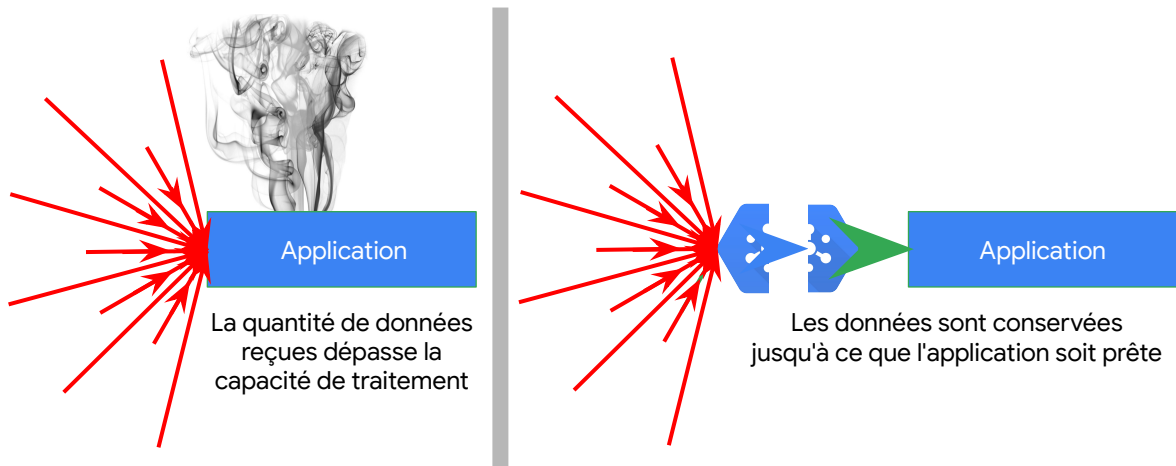 Application
La quantité de données
reçues dépasse la
capacité de traitement
Application
Les données sont conservées
jusqu'à ce que l'application soit prête